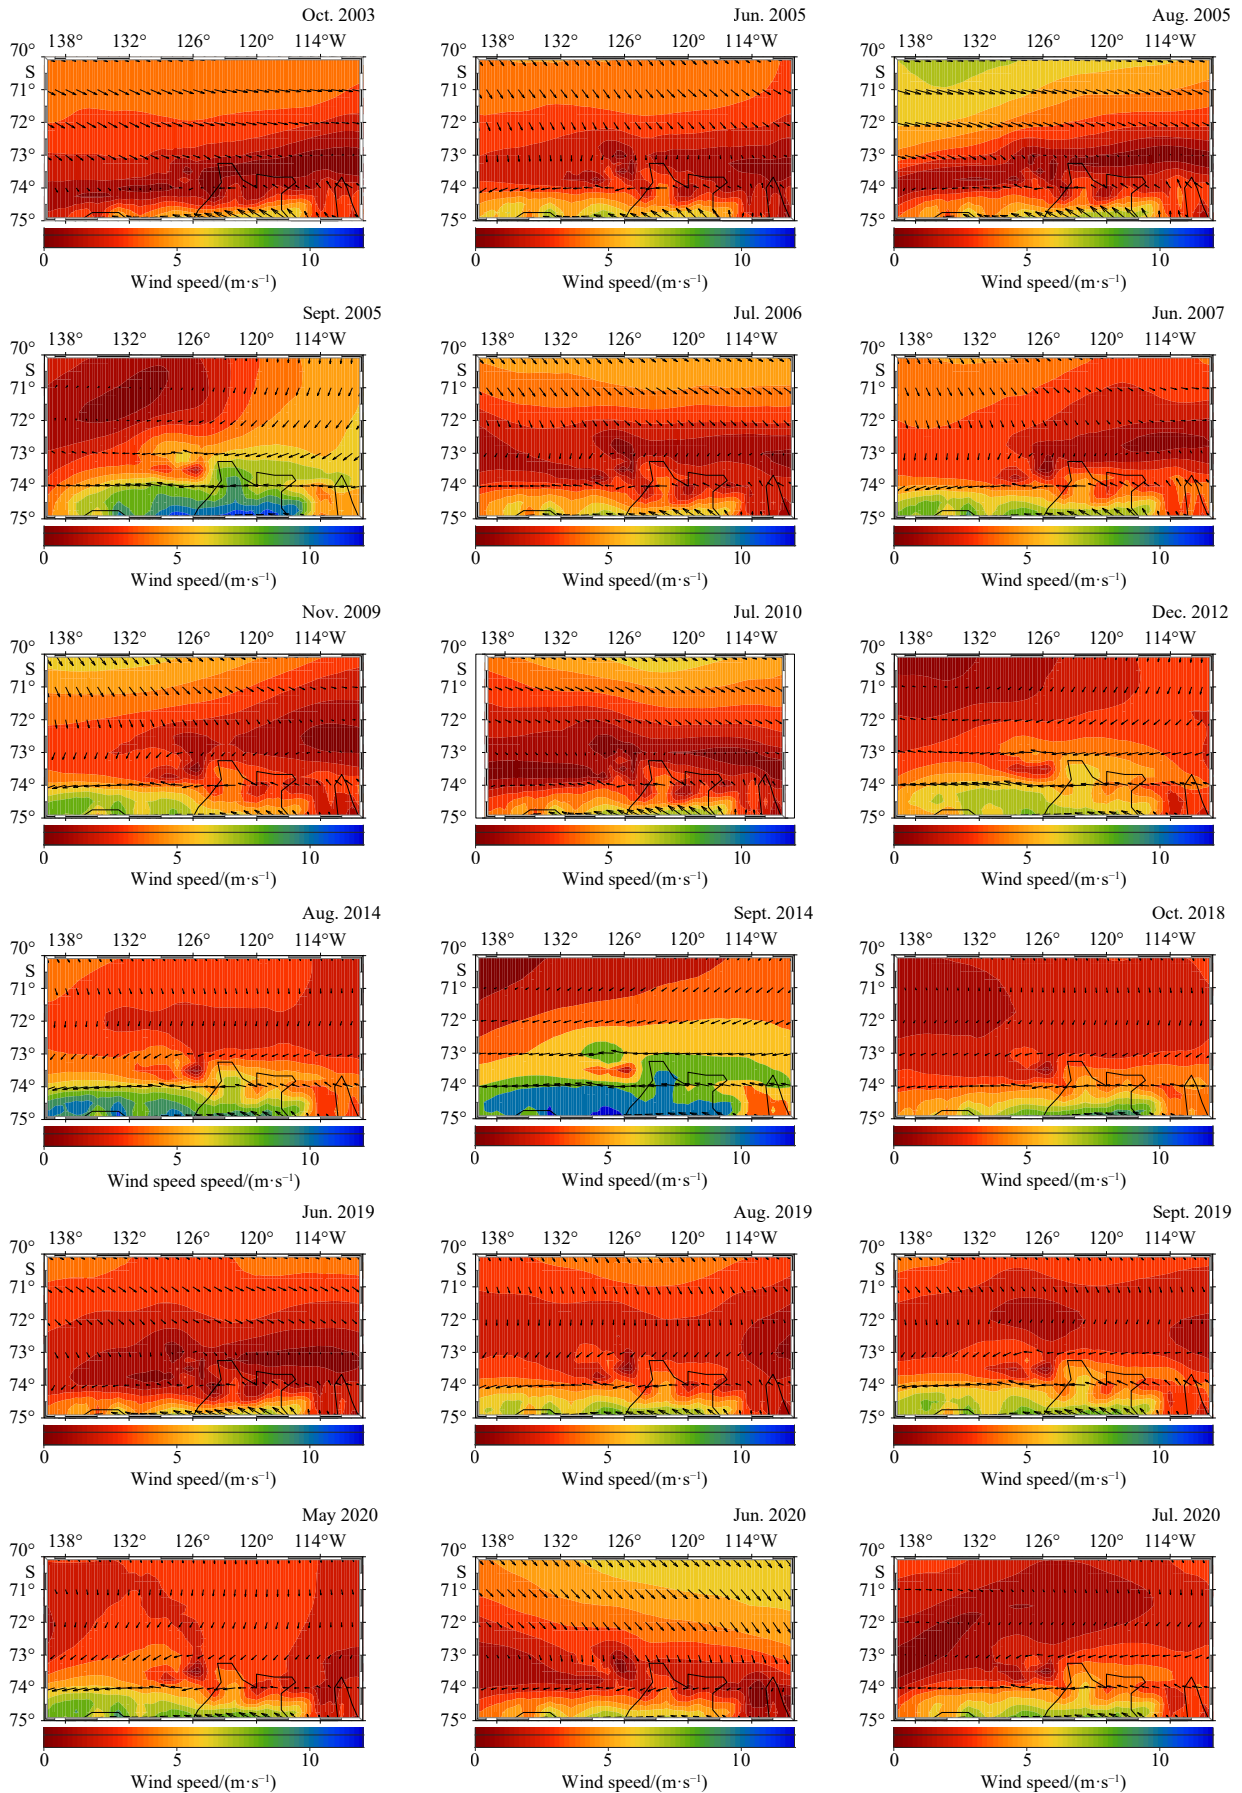 Oct. 2003
138° 132° 126° 120° 114°W
70°
S
71°
72°
73°
74°
75°
0 5 10
Wind speed/(m·s⁻¹)
Jun. 2005
138° 132° 126° 120° 114°W
70°
S
71°
72°
73°
74°
75°
0 5 10
Wind speed/(m·s⁻¹)
Aug. 2005
138° 132° 126° 120° 114°W
70°
S
71°
72°
73°
74°
75°
0 5 10
Wind speed/(m·s⁻¹)
Sept. 2005
138° 132° 126° 120° 114°W
70°
S
71°
72°
73°
74°
75°
0 5 10
Wind speed/(m·s⁻¹)
Jul. 2006
138° 132° 126° 120° 114°W
70°
S
71°
72°
73°
74°
75°
0 5 10
Wind speed/(m·s⁻¹)
Jun. 2007
138° 132° 126° 120° 114°W
70°
S
71°
72°
73°
74°
75°
0 5 10
Wind speed/(m·s⁻¹)
Nov. 2009
138° 132° 126° 120° 114°W
70°
S
71°
72°
73°
74°
75°
0 5 10
Wind speed/(m·s⁻¹)
Jul. 2010
138° 132° 126° 120° 114°W
70°
S
71°
72°
73°
74°
75°
0 5 10
Wind speed/(m·s⁻¹)
Dec. 2012
138° 132° 126° 120° 114°W
70°
S
71°
72°
73°
74°
75°
0 5 10
Wind speed/(m·s⁻¹)
Aug. 2014
138° 132° 126° 120° 114°W
70°
S
71°
72°
73°
74°
75°
0 5 10
Wind speed speed/(m·s⁻¹)
Sept. 2014
138° 132° 126° 120° 114°W
70°
S
71°
72°
73°
74°
75°
0 5 10
Wind speed/(m·s⁻¹)
Oct. 2018
138° 132° 126° 120° 114°W
70°
S
71°
72°
73°
74°
75°
0 5 10
Wind speed/(m·s⁻¹)
Jun. 2019
138° 132° 126° 120° 114°W
70°
S
71°
72°
73°
74°
75°
0 5 10
Wind speed/(m·s⁻¹)
Aug. 2019
138° 132° 126° 120° 114°W
70°
S
71°
72°
73°
74°
75°
0 5 10
Wind speed/(m·s⁻¹)
Sept. 2019
138° 132° 126° 120° 114°W
70°
S
71°
72°
73°
74°
75°
0 5 10
Wind speed/(m·s⁻¹)
May 2020
138° 132° 126° 120° 114°W
70°
S
71°
72°
73°
74°
75°
0 5 10
Wind speed/(m·s⁻¹)
Jun. 2020
138° 132° 126° 120° 114°W
70°
S
71°
72°
73°
74°
75°
0 5 10
Wind speed/(m·s⁻¹)
Jul. 2020
138° 132° 126° 120° 114°W
70°
S
71°
72°
73°
74°
75°
0 5 10
Wind speed/(m·s⁻¹)